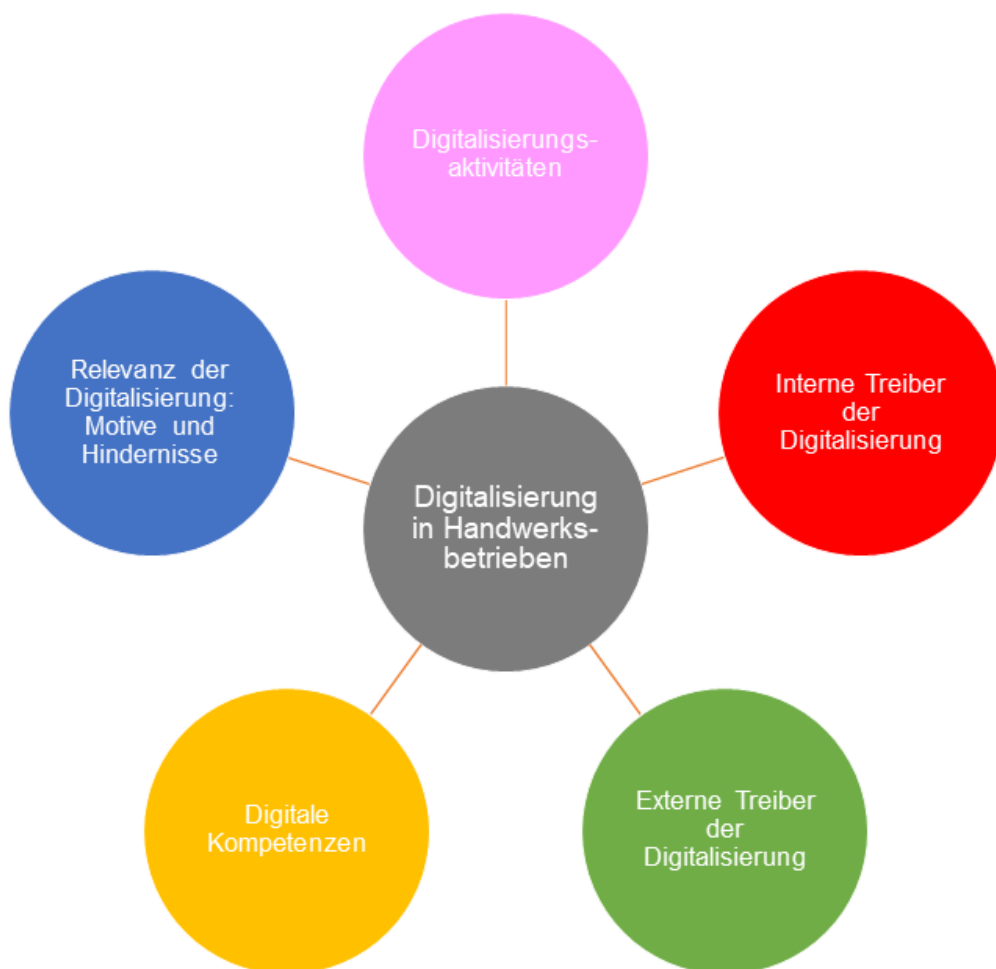 Digitalisierungs-
aktivitäten
Relevanz der
Digitalisierung:
Motive und
Hindernisse
Interne Treiber
der
Digitalisierung
Digitalisierung
in Handwerks-
betrieben
Digitale
Kompetenzen
Externe Treiber
der
Digitalisierung